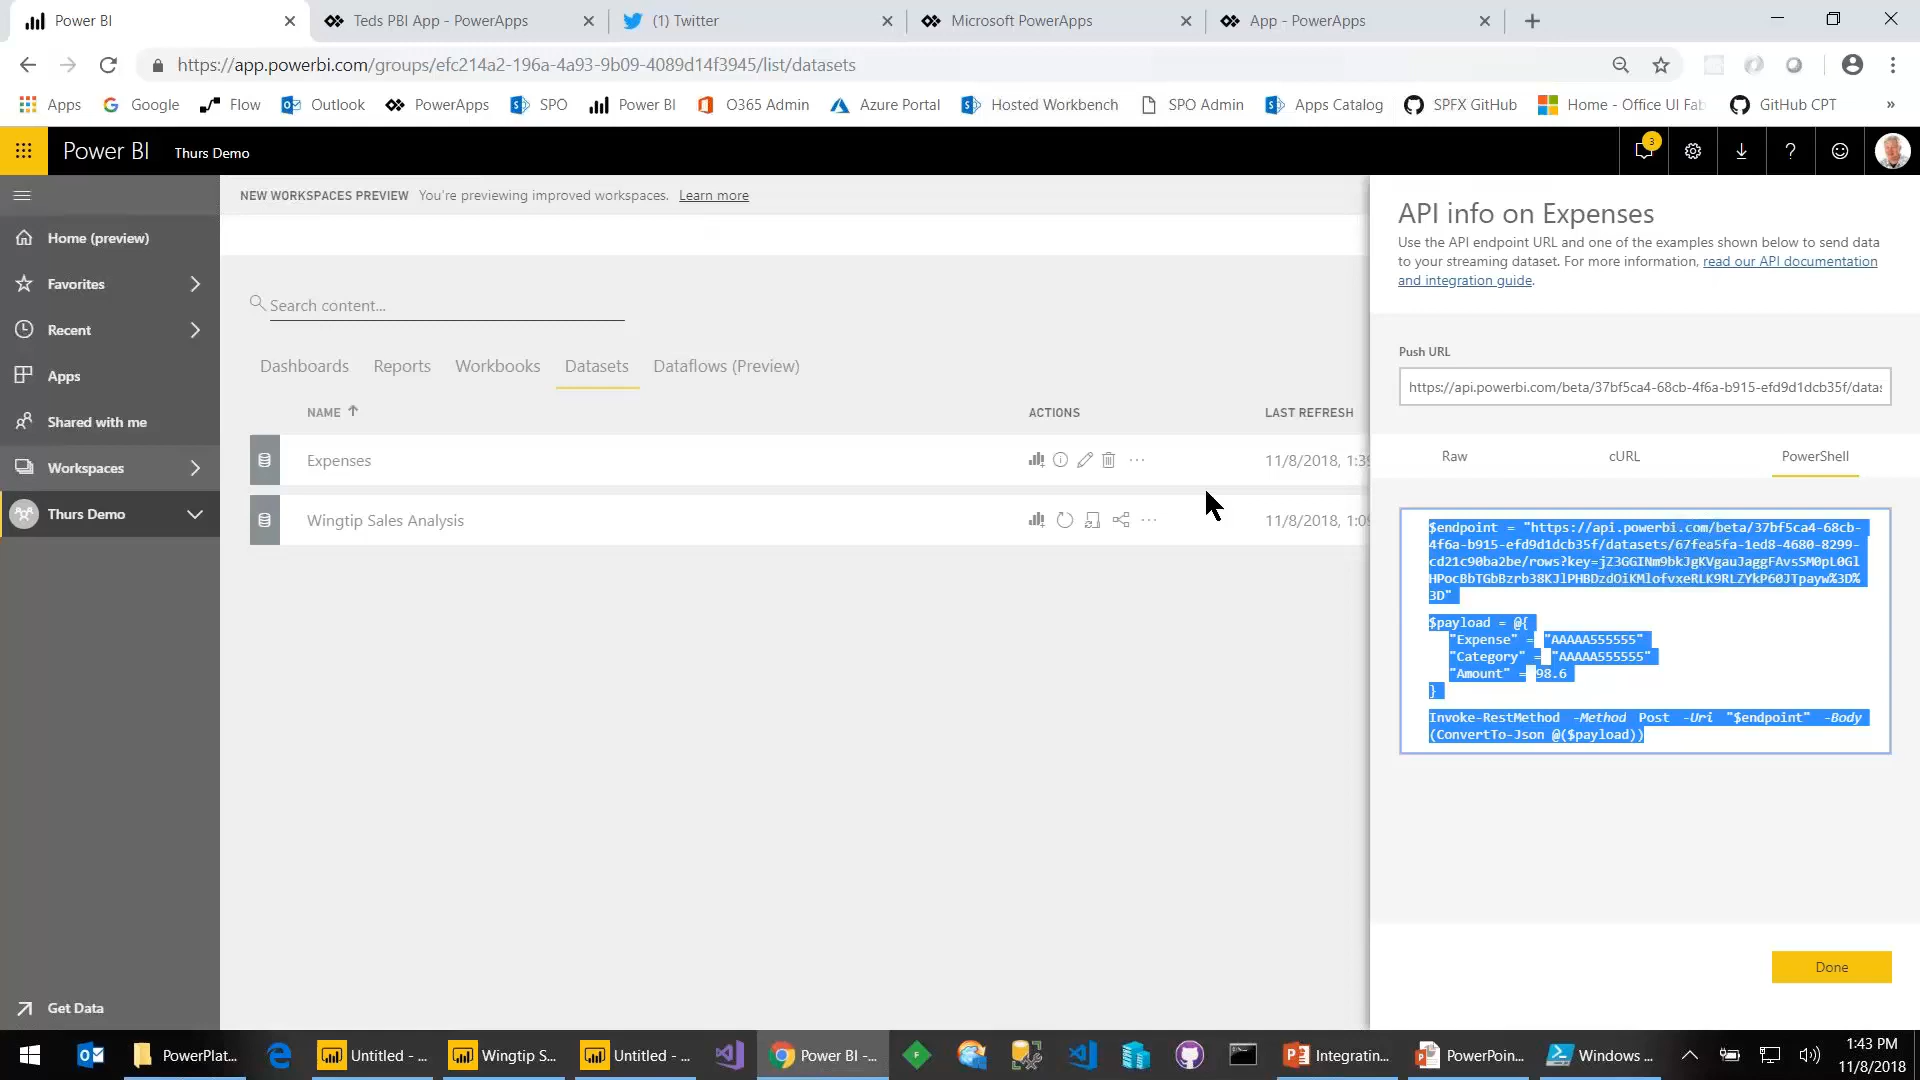 Power BI
Teds PBI App - PowerApps
(1) Twitter
Microsoft PowerApps
App - PowerApps
https://app.powerbi.com/groups/efc214a2-196a-4a93-9b09-4089d14f3945/list/datasets
Apps
Google
Flow
Outlook
PowerApps
SPO
Power BI
O365 Admin
Azure Portal
Hosted Workbench
SPO Admin
Apps Catalog
SPFX GitHub
Home - Office UI Fab
GitHub CPT
»
Power BI
Thurs Demo
3
NEW WORKSPACES PREVIEW You're previewing improved workspaces. Learn more
Home (preview)
Favorites
Recent
Apps
Shared with me
Workspaces
Thurs Demo
Get Data
Search content...
Dashboards
Reports
Workbooks
Datasets
Dataflows (Preview)
NAME
ACTIONS
LAST REFRESH
Expenses
11/8/2018, 1:39
Wingtip Sales Analysis
11/8/2018, 1:09
API info on Expenses
Use the API endpoint URL and one of the examples shown below to send data
to your streaming dataset. For more information, read our API documentation
and integration guide.
Push URL
https://api.powerbi.com/beta/37bf5ca4-68cb-4f6a-b915-efd9d1dcb35f/datas
Raw
cURL
PowerShell
$endpoint = "https://api.powerbi.com/beta/37bf5ca4-68cb-
4f6a-b915-efd9d1dcb35f/datasets/67fea5fa-1ed8-4680-8299-
cd21c90ba2be/rows?key=jZ3GGINm9bkJgKVgauJaggFAvsSM0pL0Gl
HPocBbTGbBzrb38KJlPHBDzdOiKMlofvxeRLK9RLZYkP60JTpayw%3D%
3D"
$payload = @{
"Expense" = "AAAAA555555"
"Category" = "AAAAA555555"
"Amount" = 98.6
}
Invoke-RestMethod -Method Post -Uri "$endpoint" -Body
(ConvertTo-Json @($payload))
Done
PowerPlat...
Untitled - ...
Wingtip S...
Untitled - ...
Power BI -...
Integratin...
PowerPoin...
Windows ...
1:43 PM
11/8/2018